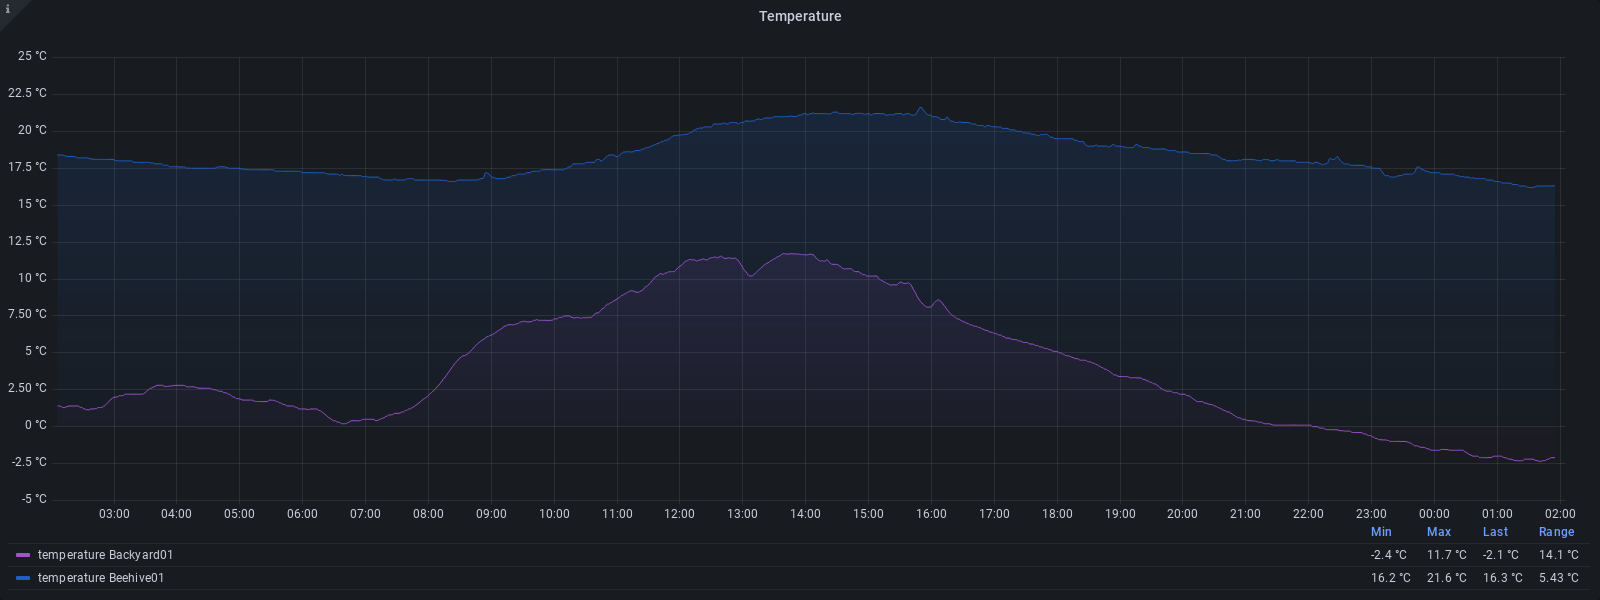 i
Temperature
25 °C
22.5 °C
20 °C
17.5 °C
15 °C
12.5 °C
10 °C
7.50 °C
5 °C
2.50 °C
0 °C
-2.5 °C
-5 °C
03:00 04:00 05:00 06:00 07:00 08:00 09:00 10:00 11:00 12:00 13:00 14:00 15:00 16:00 17:00 18:00 19:00 20:00 21:00 22:00 23:00 00:00 01:00 02:00
Min Max Last Range
temperature Backyard01 -2.4 °C 11.7 °C -2.1 °C 14.1 °C
temperature Beehive01 16.2 °C 21.6 °C 16.3 °C 5.43 °C